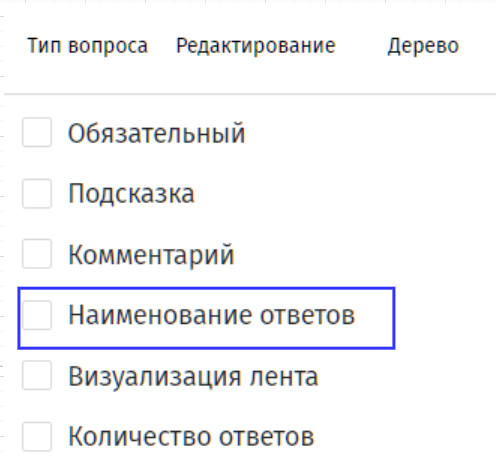 Тип вопроса Редактирование Дерево
Обязательный
Подсказка
Комментарий
Наименование ответов
Визуализация лента
Количество ответов